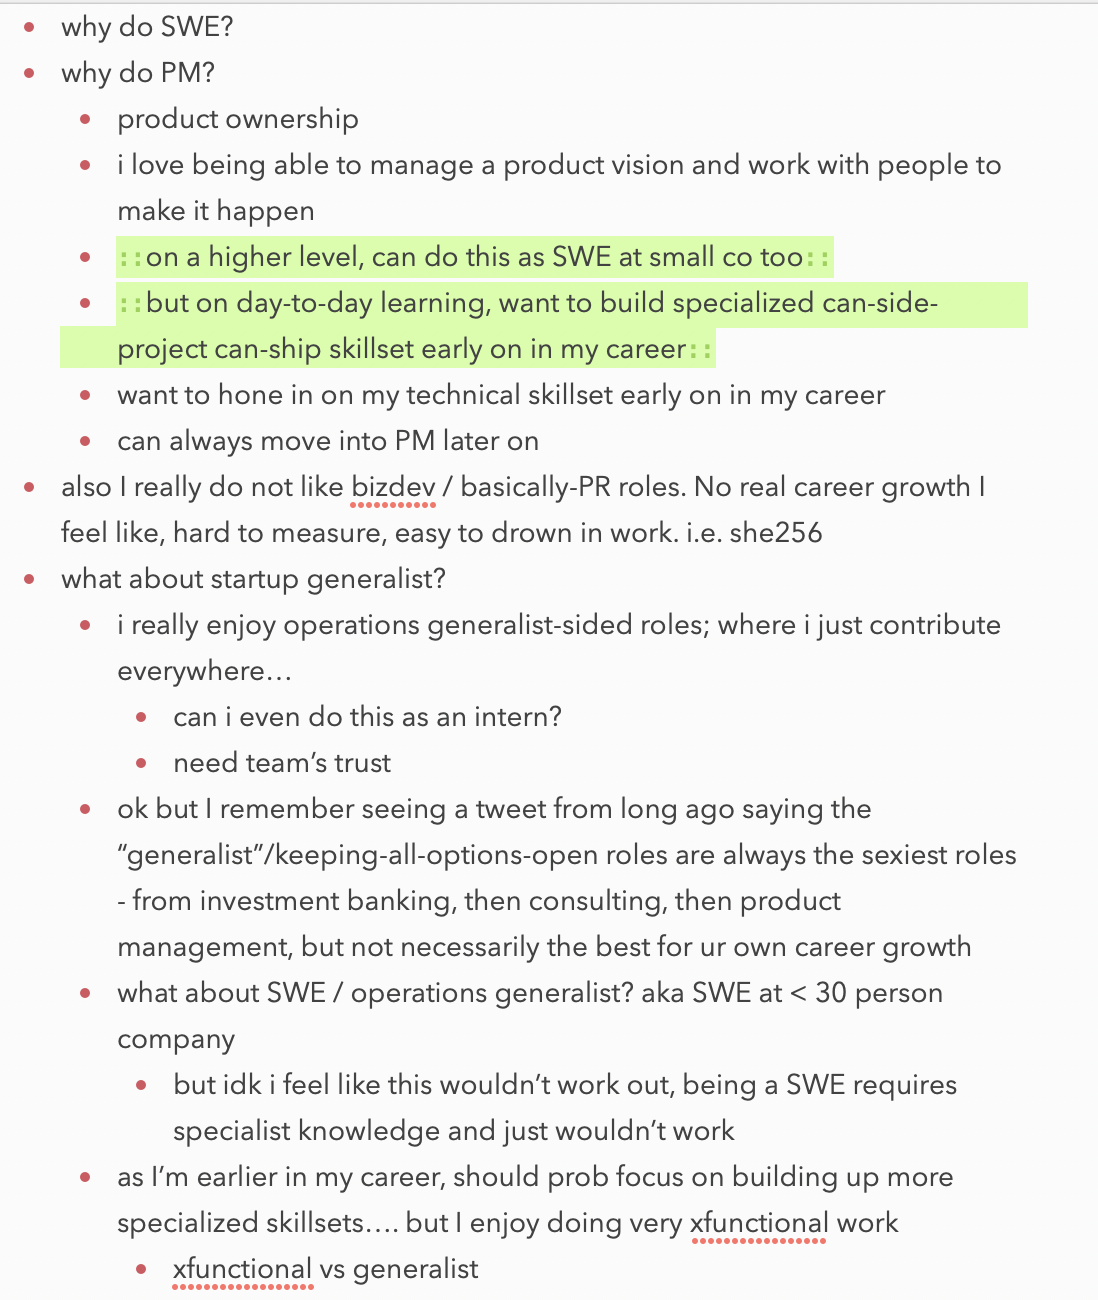 why do SWE?
why do PM?
product ownership
i love being able to manage a product vision and work with people to
make it happen
::on a higher level, can do this as SWE at small co too::
::but on day-to-day learning, want to build specialized can-side-
project can-ship skillset early on in my career::
want to hone in on my technical skillset early on in my career
can always move into PM later on
also I really do not like bizdev / basically-PR roles. No real career growth I
feel like, hard to measure, easy to drown in work. i.e. she256
what about startup generalist?
i really enjoy operations generalist-sided roles; where i just contribute
everywhere…
can i even do this as an intern?
need team’s trust
ok but I remember seeing a tweet from long ago saying the
“generalist”/keeping-all-options-open roles are always the sexiest roles
- from investment banking, then consulting, then product
management, but not necessarily the best for ur own career growth
what about SWE / operations generalist? aka SWE at < 30 person
company
but idk i feel like this wouldn’t work out, being a SWE requires
specialist knowledge and just wouldn’t work
as I’m earlier in my career, should prob focus on building up more
specialized skillsets…. but I enjoy doing very xfunctional work
xfunctional vs generalist